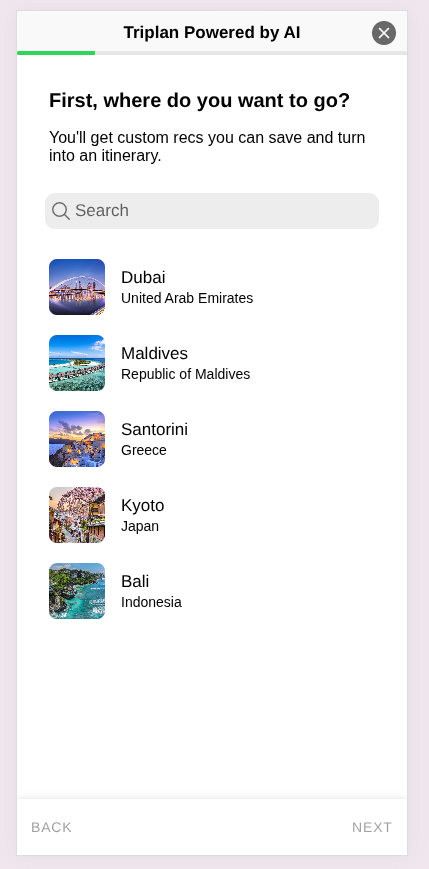 Triplan Powered by AI
First, where do you want to go?
You'll get custom recs you can save and turn
into an itinerary.
Search
Dubai
United Arab Emirates
Maldives
Republic of Maldives
Santorini
Greece
Kyoto
Japan
Bali
Indonesia
BACK
NEXT